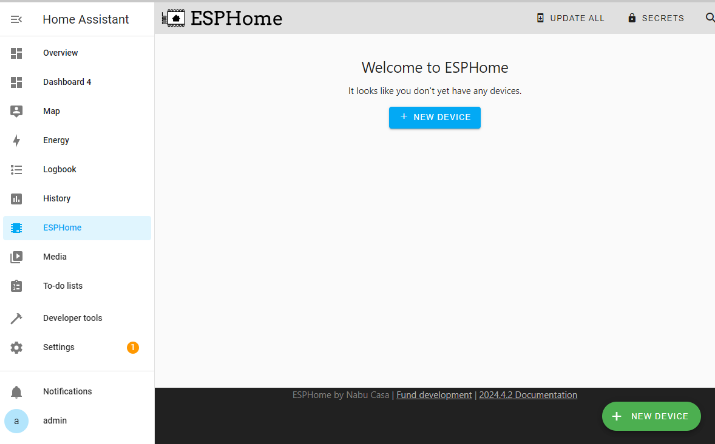 Home Assistant
Overview
Dashboard 4
Map
Energy
Logbook
History
ESPHome
Media
To-do lists
Developer tools
Settings
1
Notifications
a
admin
ESPHome
UPDATE ALL
SECRETS
Welcome to ESPHome
It looks like you don't yet have any devices.
+ NEW DEVICE
ESPHome by Nabu Casa | Fund development | 2024.4.2 Documentation
+ NEW DEVICE